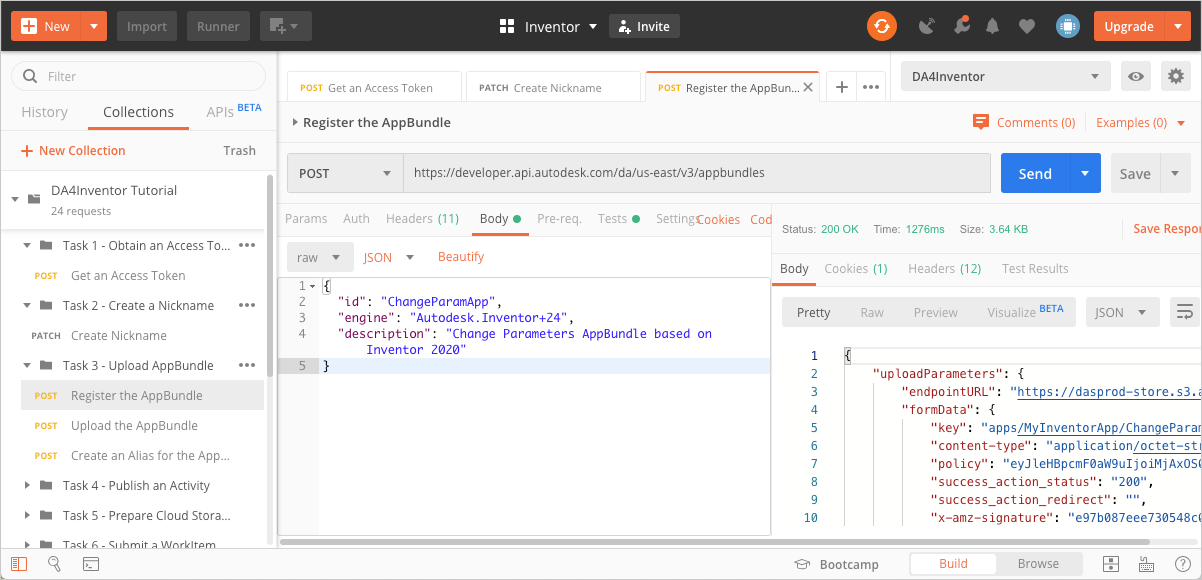 New Import Runner Inventor Invite Upgrade
Filter
History Collections APIs BETA
New Collection Trash
DA4Inventor Tutorial
24 requests
Task 1 - Obtain an Access To...
POST Get an Access Token
Task 2 - Create a Nickname
PATCH Create Nickname
Task 3 - Upload AppBundle
POST Register the AppBundle
POST Upload the AppBundle
POST Create an Alias for the App...
Task 4 - Publish an Activity
Task 5 - Prepare Cloud Stora...
Task 6 - Submit a WorkItem
POST Get an Access Token PATCH Create Nickname POST Register the AppBun... DA4Inventor
Register the AppBundle Comments (0) Examples (0)
POST https://developer.api.autodesk.com/da/us-east/v3/appbundles Send Save
Params Auth Headers (11) Body Pre-req. Tests Settings Cookies Cod
raw JSON Beautify
1 {
2 "id": "ChangeParamApp",
3 "engine": "Autodesk.Inventor+24",
4 "description": "Change Parameters AppBundle based on
Inventor 2020"
5 }
Status: 200 OK Time: 1276ms Size: 3.64 KB Save Respor
Body Cookies (1) Headers (12) Test Results
Pretty Raw Preview Visualize BETA JSON
1 {
2 "uploadParameters": {
3 "endpointURL": "https://dasprod-store.s3.a
4 "formData": {
5 "key": "apps/MyInventorApp/ChangeParam
6 "content-type": "application/octet-str
7 "policy": "eyJleHBpcmF0aW9uIjoiMjAxOS
8 "success_action_status": "200",
9 "success_action_redirect": "",
10 "x-amz-signature": "e97b087eee730548c
Bootcamp Build Browse